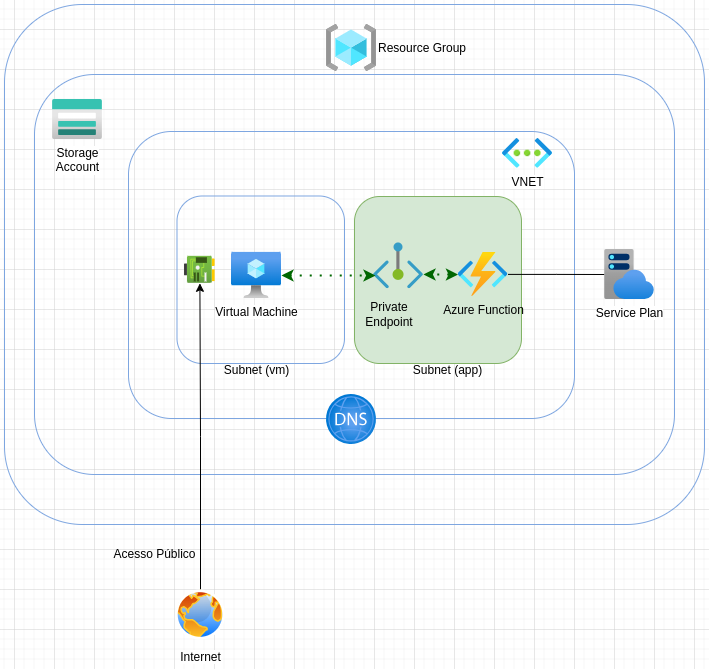 Resource Group
Storage
Account
VNET
Virtual Machine
Private
Endpoint
Azure Function
Service Plan
Subnet (vm)
Subnet (app)
DNS
Acesso Público
Internet